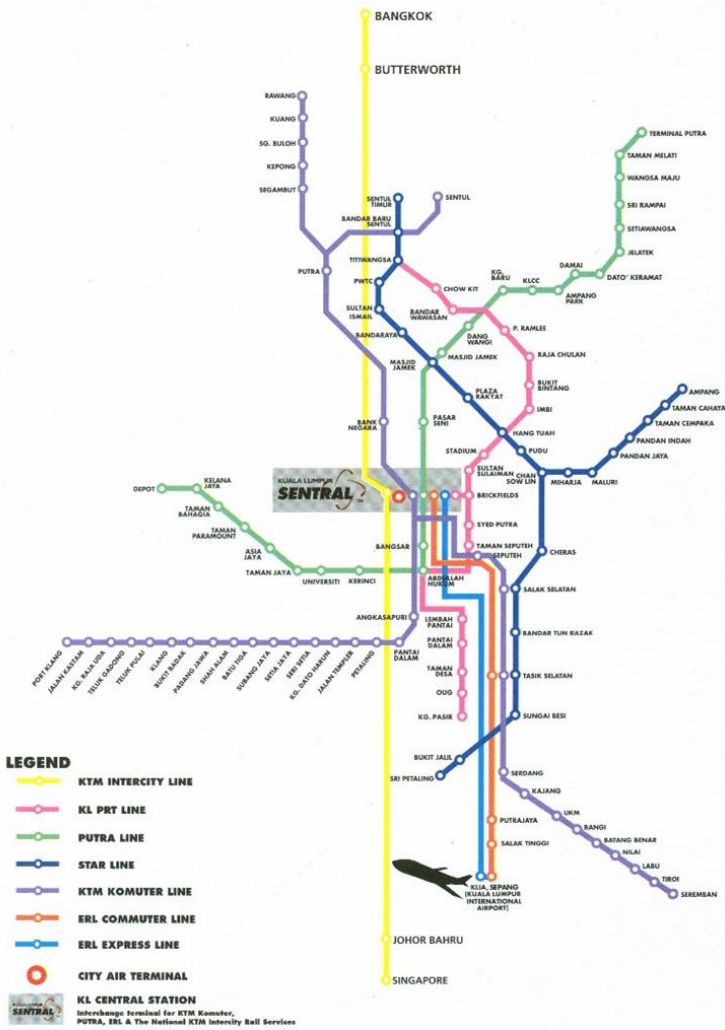 BANGKOK
BUTTERWORTH
RAWANG
KUANG
SG. BULOH
KEPONG
SEGAMBUT
PUTRA
SENTUL
TIMUR
SENTUL
BANDAR BARU
SENTUL
TITIWANGSA
PWTC
SULTAN
ISMAIL
BANDARAYA
MASJID
JAMEK
CHOW KIT
BANDAR
WAWASAN
DANG
WANGI
MASJID JAMEK
KG.
BARU
KLCC
AMPANG
PARK
DAMAI
DATO' KERAMAT
JELATEK
SETIAWANGSA
SRI RAMPAI
WANGSA MAJU
TAMAN MELATI
TERMINAL PUTRA
P. RAMLEE
RAJA CHULAN
BUKIT
BINTANG
IMBI
PLAZA
RAKYAT
HANG TUAH
PUDU
CHAN
SOW LIN
MIHARJA
MALURI
PANDAN JAYA
PANDAN INDAH
TAMAN CEMPAKA
TAMAN CAHAYA
AMPANG
BANK
NEGARA
PASAR
SENI
STADIUM
SULTAN
SULAIMAN
KUALA LUMPUR
SENTRAL
BRICKFIELDS
SYED PUTRA
TAMAN SEPUTEH
SEPUTEH
CHERAS
DEPOT
KELANA
JAYA
TAMAN
BAHAGIA
TAMAN
PARAMOUNT
ASIA
JAYA
TAMAN JAYA
UNIVERSITI
KERINCI
BANGSAR
ABDULLAH
HUKUM
SALAK SELATAN
ANGKASAPURI
LEMBAH
PANTAI
PANTAI
DALAM
TAMAN
DESA
OUG
KG. PASIR
BANDAR TUN RAZAK
TASIK SELATAN
SUNGAI BESI
BUKIT JALIL
SRI PETALING
PORT KLANG
JALAN KASTAM
KG. RAJA UDA
TELUK GADONG
TELUK PULAI
KLANG
BUKIT BADAK
PADANG JAWA
SHAH ALAM
BATU TIGA
SUBANG JAYA
SETIA JAYA
SERI SETIA
KG. DATO HARUN
JALAN TEMPLER
PETALING
PANTAI
DALAM
SERDANG
KAJANG
UKM
BANGI
BATANG BENAR
NILAI
LABU
TIROI
SEREMBAN
PUTRAJAYA
SALAK TINGGI
KLIA, SEPANG
(KUALA LUMPUR
INTERNATIONAL
AIRPORT)
JOHOR BAHRU
SINGAPORE
LEGEND
KTM INTERCITY LINE
KL PRT LINE
PUTRA LINE
STAR LINE
KTM KOMUTER LINE
ERL COMMUTER LINE
ERL EXPRESS LINE
CITY AIR TERMINAL
SENTRAL
KL CENTRAL STATION
Interchange terminal for KTM Komuter,
PUTRA, ERL & The National KTM Intercity Rail Services